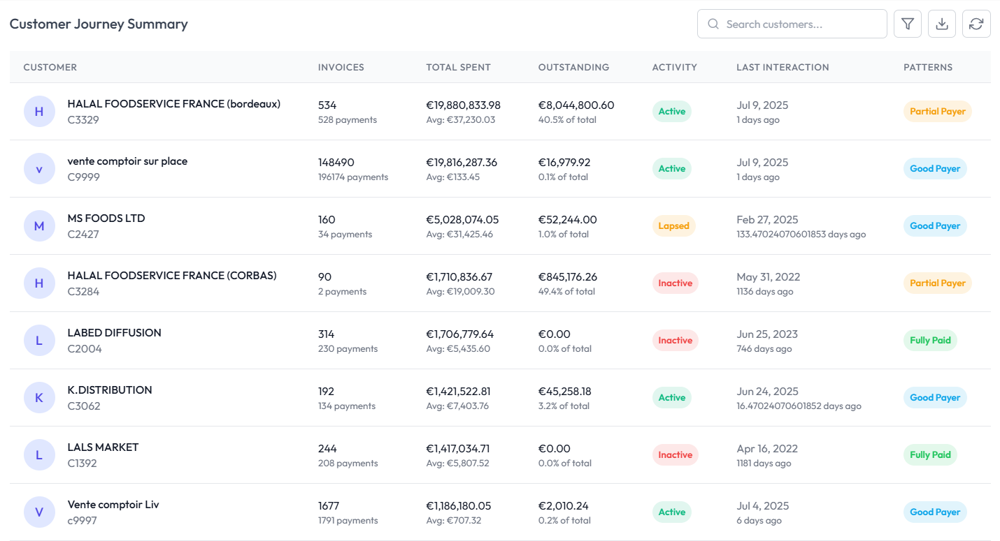 Customer Journey Summary
Search customers...
CUSTOMER INVOICES TOTAL SPENT OUTSTANDING ACTIVITY LAST INTERACTION PATTERNS
H HALAL FOODSERVICE FRANCE (bordeaux) 534 €19,880,833.98 €8,044,800.60 Active Jul 9, 2025 Partial Payer
C3329 528 payments Avg: €37,230.03 40.5% of total 1 days ago
v vente comptoir sur place 148490 €19,816,287.36 €16,979.92 Active Jul 9, 2025 Good Payer
C9999 196174 payments Avg: €133.45 0.1% of total 1 days ago
M MS FOODS LTD 160 €5,028,074.05 €52,244.00 Lapsed Feb 27, 2025 Good Payer
C2427 34 payments Avg: €31,425.46 1.0% of total 133.47024070601853 days ago
H HALAL FOODSERVICE FRANCE (CORBAS) 90 €1,710,836.67 €845,176.26 Inactive May 31, 2022 Partial Payer
C3284 2 payments Avg: €19,009.30 49.4% of total 1136 days ago
L LABED DIFFUSION 314 €1,706,779.64 €0.00 Inactive Jun 25, 2023 Fully Paid
C2004 230 payments Avg: €5,435.60 0.0% of total 746 days ago
K K.DISTRIBUTION 192 €1,421,522.81 €45,258.18 Active Jun 24, 2025 Good Payer
C3062 134 payments Avg: €7,403.76 3.2% of total 16.47024070601852 days ago
L LALS MARKET 244 €1,417,034.71 €0.00 Inactive Apr 16, 2022 Fully Paid
C1392 208 payments Avg: €5,807.52 0.0% of total 1181 days ago
V Vente comptoir Liv 1677 €1,186,180.05 €2,010.24 Active Jul 4, 2025 Good Payer
c9997 1791 payments Avg: €707.32 0.2% of total 6 days ago